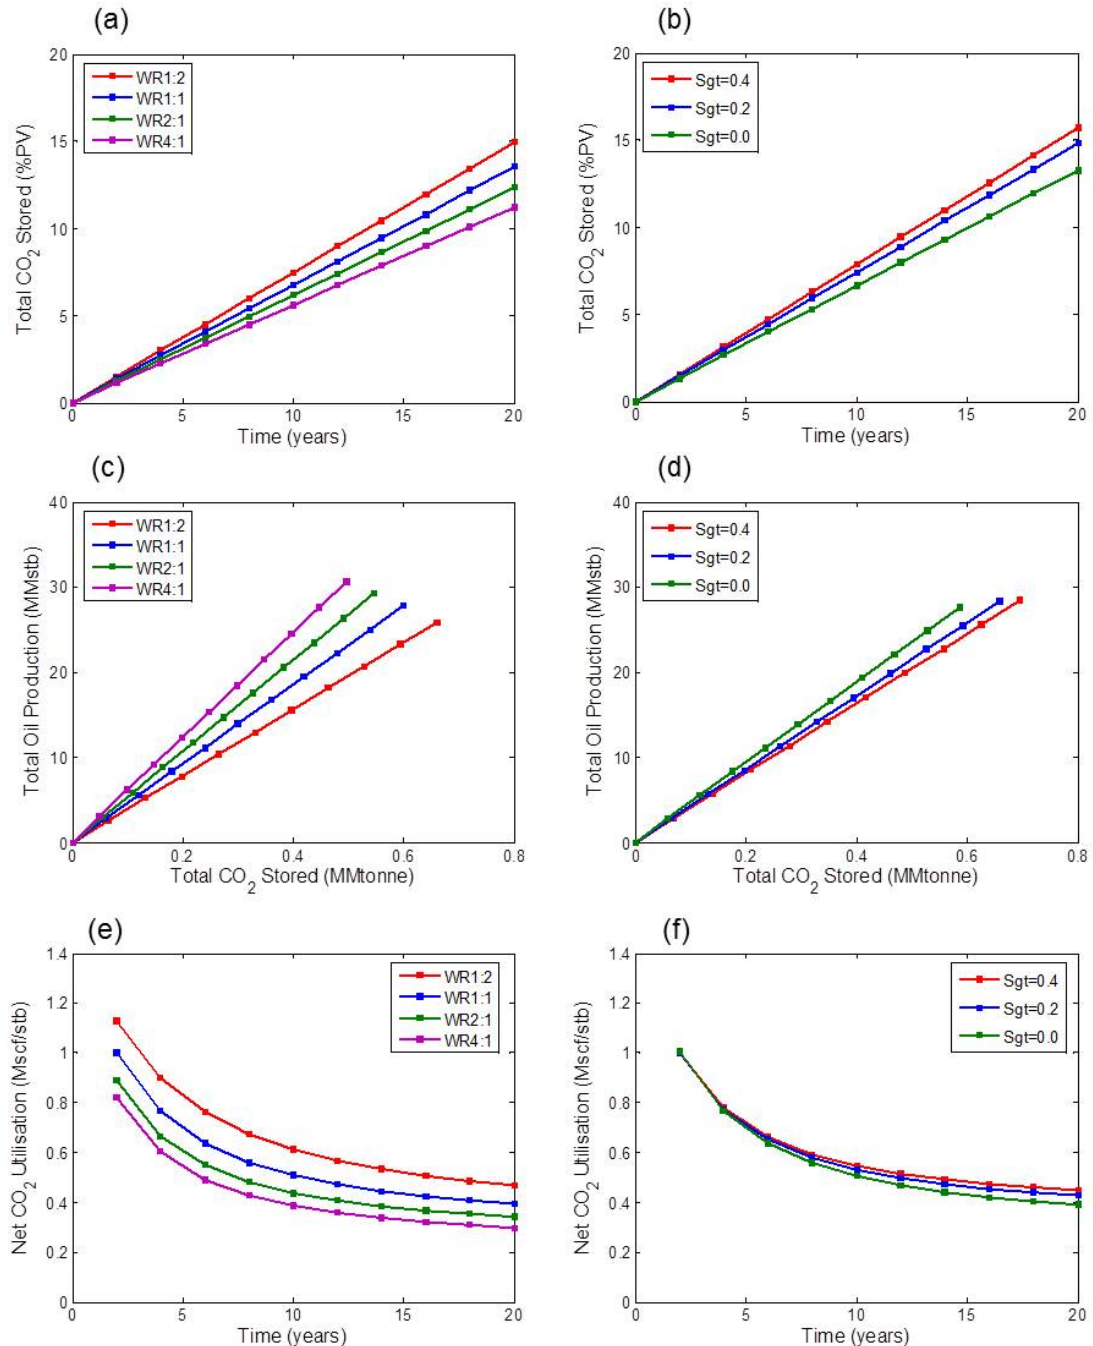 (a)
Total CO2 Stored (%PV)
20
15
10
5
0
WR1:2
WR1:1
WR2:1
WR4:1
0 5 10 15 20
Time (years)
(b)
Total CO2 Stored (%PV)
20
15
10
5
0
Sgt=0.4
Sgt=0.2
Sgt=0.0
0 5 10 15 20
Time (years)
(c)
Total Oil Production (MMstb)
40
30
20
10
0
WR1:2
WR1:1
WR2:1
WR4:1
0 0.2 0.4 0.6 0.8
Total CO2 Stored (MMtonne)
(d)
Total Oil Production (MMstb)
40
30
20
10
0
Sgt=0.4
Sgt=0.2
Sgt=0.0
0 0.2 0.4 0.6 0.8
Total CO2 Stored (MMtonne)
(e)
Net CO2 Utilisation (Mscf/stb)
1.4
1.2
1
0.8
0.6
0.4
0.2
0
WR1:2
WR1:1
WR2:1
WR4:1
0 5 10 15 20
Time (years)
(f)
Net CO2 Utilisation (Mscf/stb)
1.4
1.2
1
0.8
0.6
0.4
0.2
0
Sgt=0.4
Sgt=0.2
Sgt=0.0
0 5 10 15 20
Time (years)